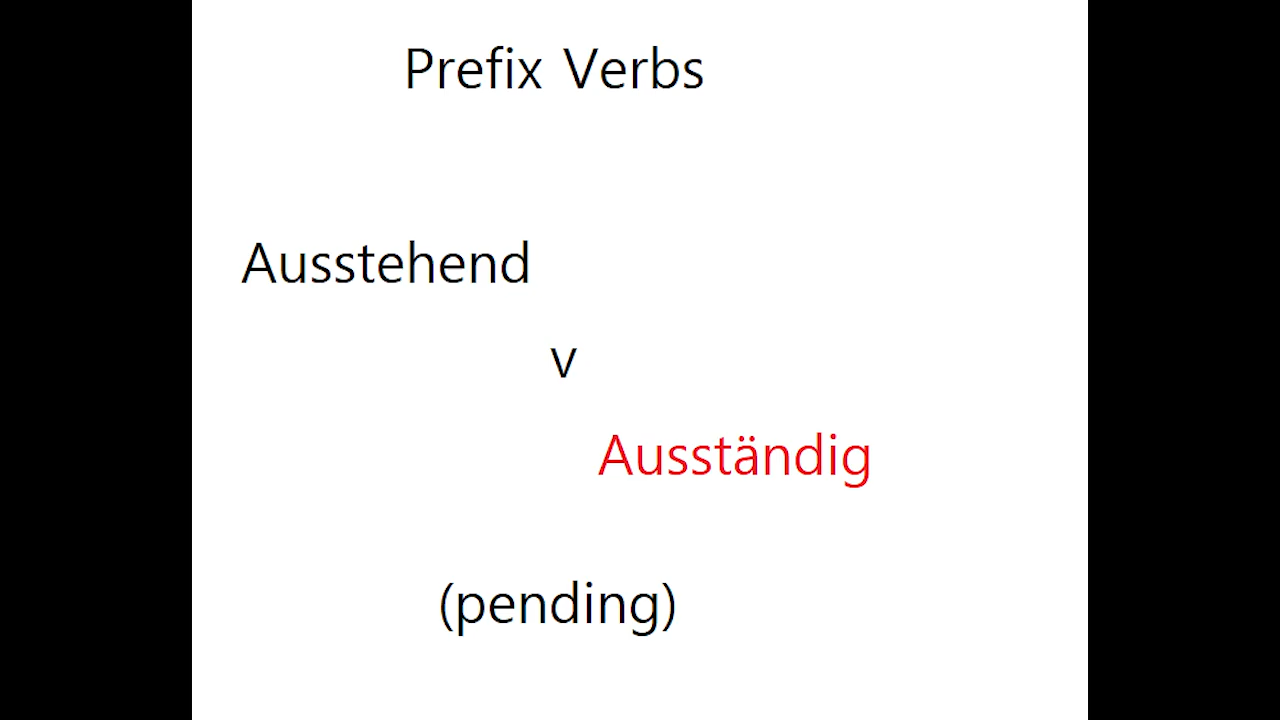 Prefix Verbs
Ausstehend
v
Ausständig
(pending)